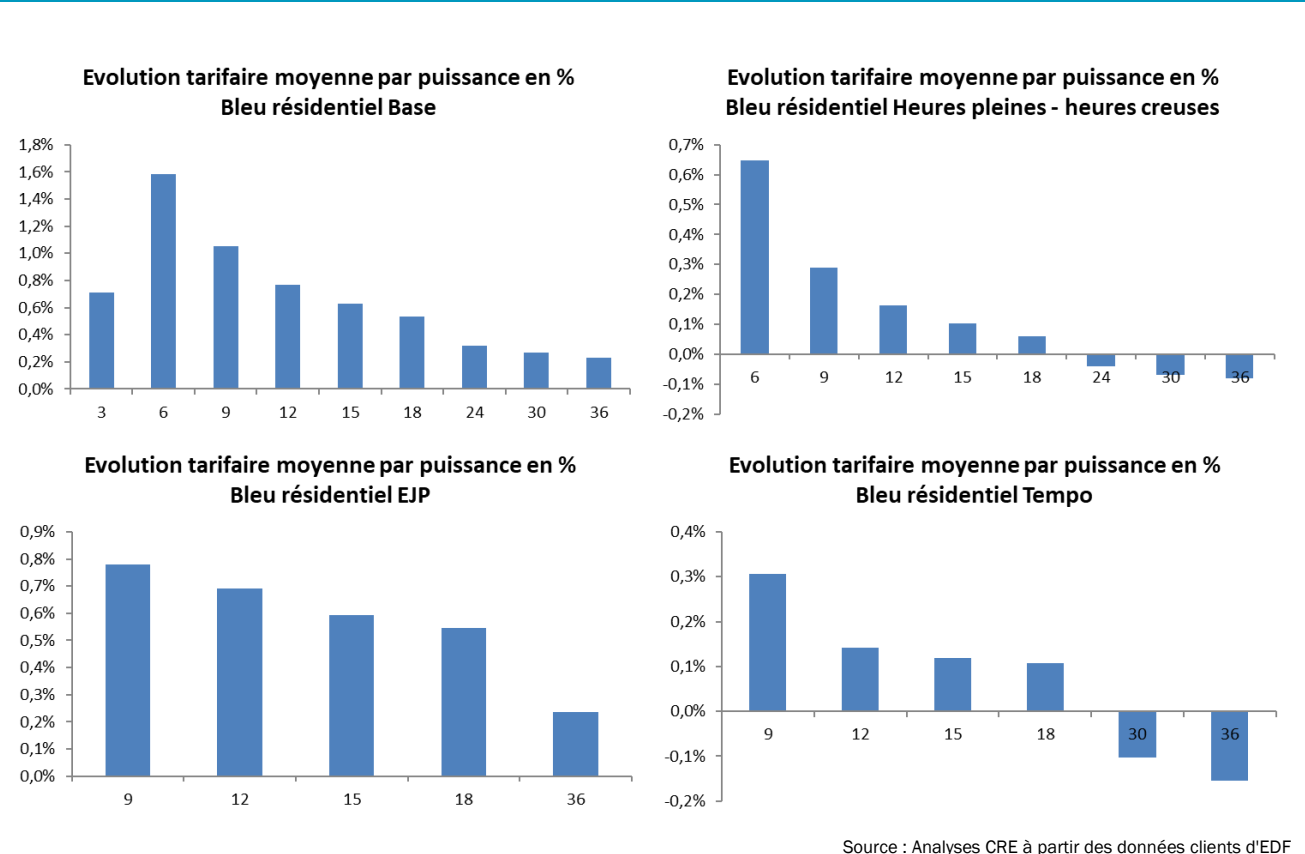 Evolution tarifaire moyenne par puissance en %
Bleu résidentiel Base
1,8%
1,6%
1,4%
1,2%
1,0%
0,8%
0,6%
0,4%
0,2%
0,0%
3 6 9 12 15 18 24 30 36
Evolution tarifaire moyenne par puissance en %
Bleu résidentiel Heures pleines - heures creuses
0,7%
0,6%
0,5%
0,4%
0,3%
0,2%
0,1%
0,0%
-0,1%
-0,2%
6 9 12 15 18 24 30 36
Evolution tarifaire moyenne par puissance en %
Bleu résidentiel EJP
0,9%
0,8%
0,7%
0,6%
0,5%
0,4%
0,3%
0,2%
0,1%
0,0%
9 12 15 18 36
Evolution tarifaire moyenne par puissance en %
Bleu résidentiel Tempo
0,4%
0,3%
0,2%
0,1%
0,0%
-0,1%
-0,2%
9 12 15 18 30 36
Source : Analyses CRE à partir des données clients d'EDF